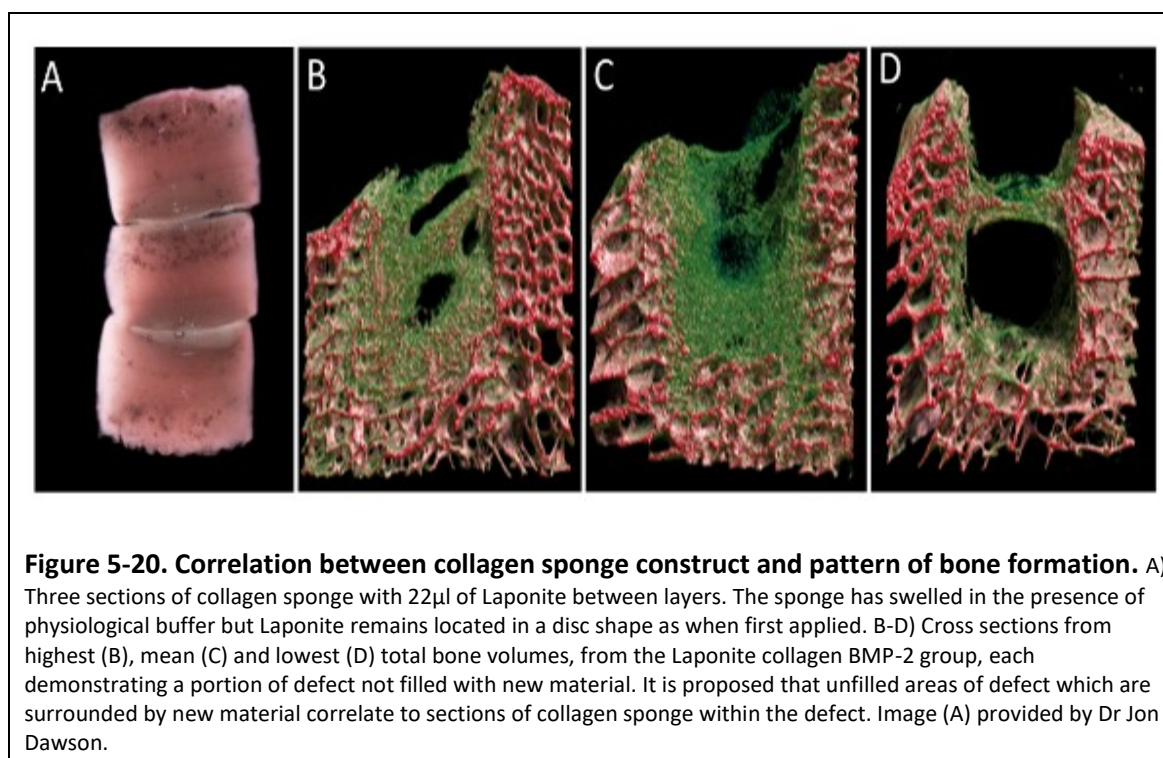 A
B
C
D
Figure 5-20. Correlation between collagen sponge construct and pattern of bone formation. A)
Three sections of collagen sponge with 22µl of Laponite between layers. The sponge has swelled in the presence of
physiological buffer but Laponite remains located in a disc shape as when first applied. B-D) Cross sections from
highest (B), mean (C) and lowest (D) total bone volumes, from the Laponite collagen BMP-2 group, each
demonstrating a portion of defect not filled with new material. It is proposed that unfilled areas of defect which are
surrounded by new material correlate to sections of collagen sponge within the defect. Image (A) provided by Dr Jon
Dawson.